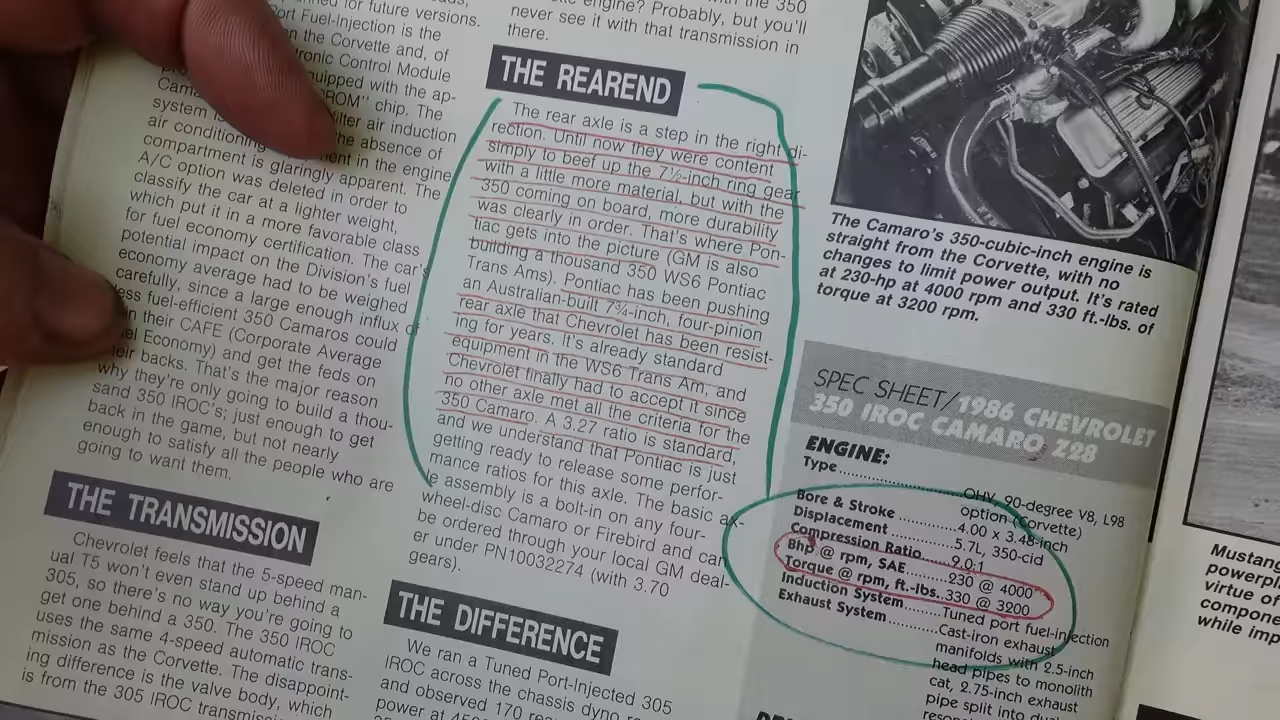 for future versions.
Fuel-Injection is the
on the Corvette and, of
tronic Control Module
equipped with the ap-
PROM" chip. The
system filter air induction
air conditioning the absence of
compartment is glaringly apparent. The
A/C option was deleted in order to
classify the car at a lighter weight,
which put it in a more favorable class
for fuel economy certification. The car's
potential impact on the Division's fuel
economy average had to be weighed
carefully, since a large enough influx of
less fuel-efficient 350 Camaros could
in their CAFE (Corporate Average
Economy) and get the feds on
their backs. That's the major reason
why they're only going to build a thou-
sand 350 IROC's; just enough to get
back in the game, but not nearly
enough to satisfy all the people who are
going to want them.
THE TRANSMISSION
Chevrolet feels that the 5-speed man-
ual T5 won't even stand up behind a
305, so there's no way you're going to
get one behind a 350. The 350 IROC
uses the same 4-speed automatic trans-
mission as the Corvette. The disappoint-
ing difference is the valve body, which
is from the 305 IROC
the 350
engine? Probably, but you'll
never see it with that transmission in
there.
THE REAREND
The rear axle is a step in the right di-
rection. Until now they were content
simply to beef up the 7½-inch ring gear
with a little more material, but with the
350 coming on board, more durability
was clearly in order. That's where Pon-
tiac gets into the picture (GM is also
building a thousand 350 WS6 Pontiac
Trans Ams). Pontiac has been pushing
an Australian-built 7¾-inch, four-pinion
rear axle that Chevrolet has been resist-
ing for years. It's already standard
equipment in the WS6 Trans Am, and
Chevrolet finally had to accept it since
no other axle met all the criteria for the
350 Camaro. A 3.27 ratio is standard,
and we understand that Pontiac is just
getting ready to release some perfor-
mance ratios for this axle. The basic ax-
le assembly is a bolt-in on any four-
wheel-disc Camaro or Firebird and can
be ordered through your local GM deal-
er under PN10032274 (with 3.70
gears).
THE DIFFERENCE
We ran a Tuned Port-Injected 305
IROC across the chassis dyno
and observed 170
power at
The Camaro's 350-cubic-inch engine is
straight from the Corvette, with no
changes to limit power output. It's rated
at 230-hp at 4000 rpm and 330 ft.-lbs. of
torque at 3200 rpm.
SPEC SHEET/1986 CHEVROLET
350 IROC CAMARO Z28
ENGINE:
Type....................OHV, 90-degree V8, L98
option (Corvette)
Bore & Stroke ..........4.00 x 3.48-inch
Displacement ...........5.7L, 350-cid
Compression Ratio.....9.0:1
Bhp @ rpm, SAE.......230 @ 4000
Torque @ rpm, ft.-lbs..330 @ 3200
Induction System.......Tuned port fuel-injection
Exhaust System .........Cast-iron exhaust
manifolds with 2.5-inch
head pipes to monolith
cat, 2.75-inch exhaust
pipe split into dual
Mustang
powerpl
virtue of
compone
while imp